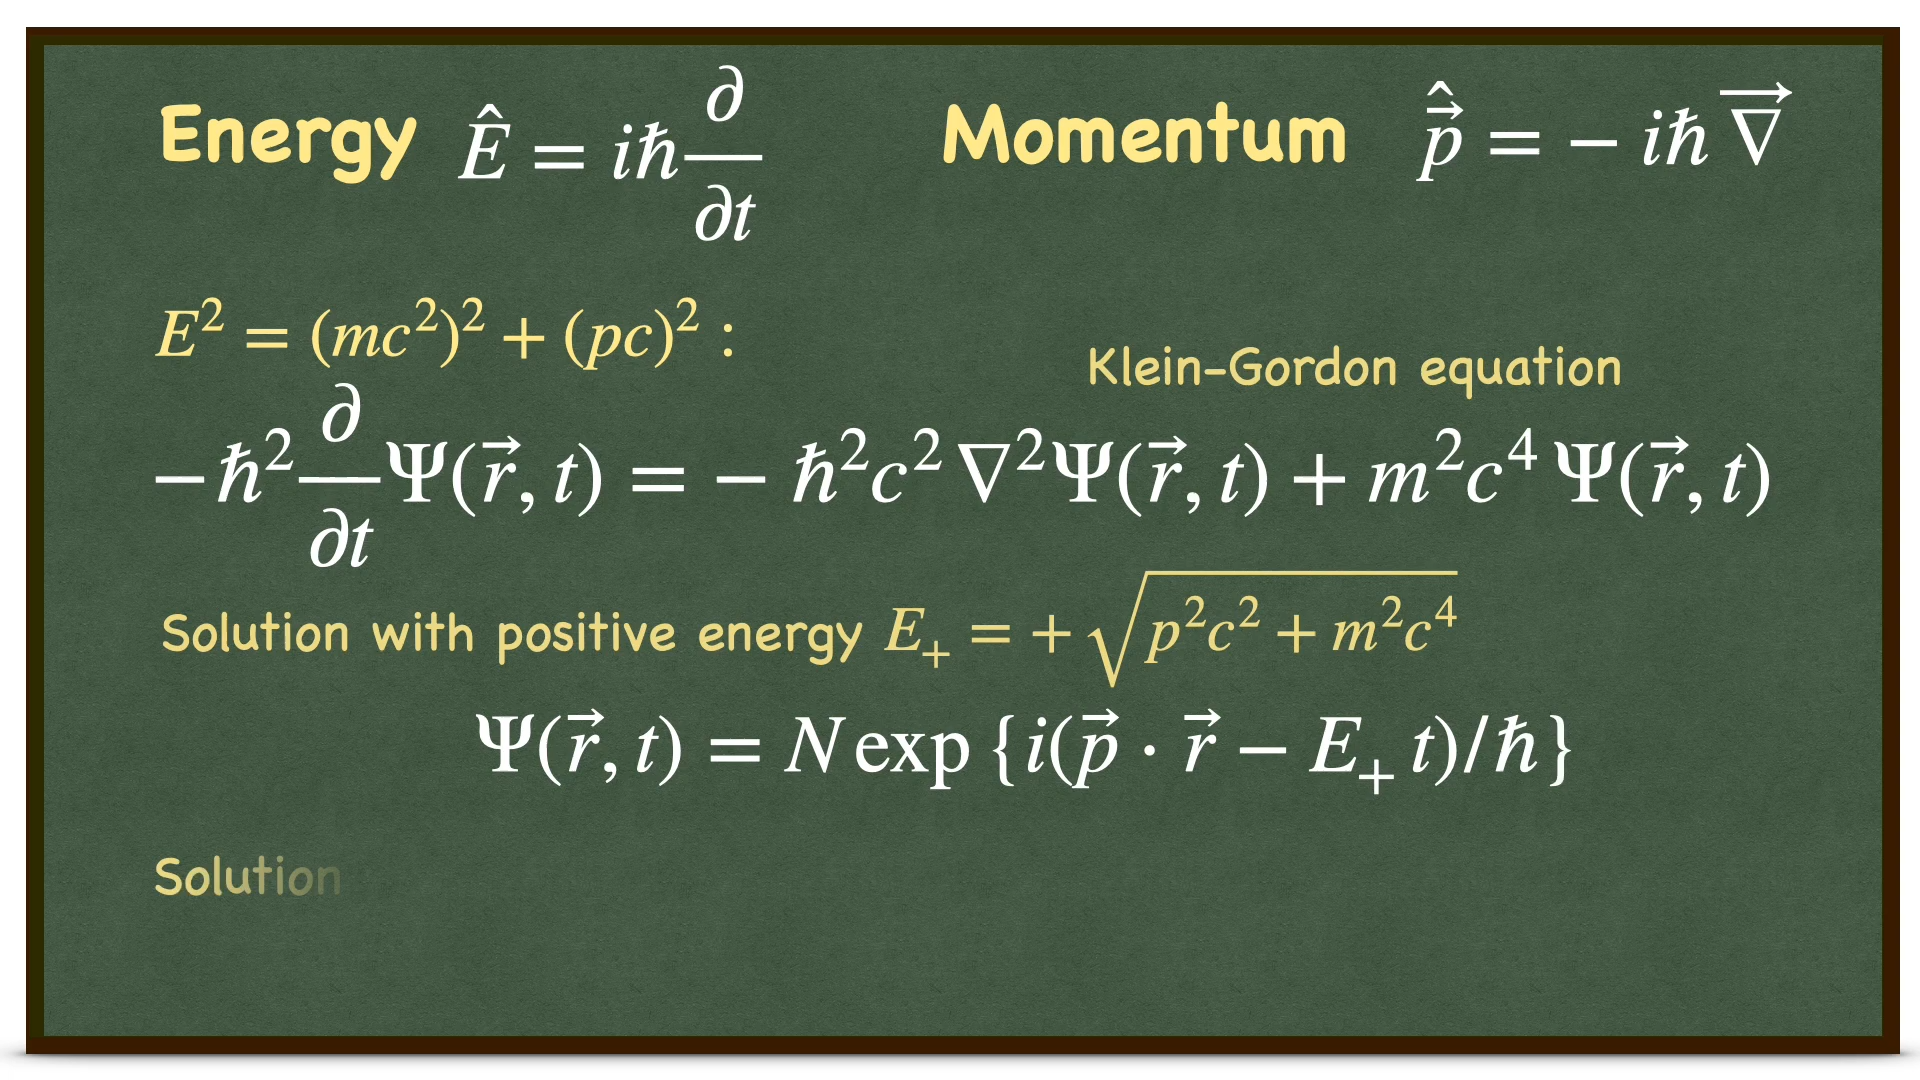 Energy Ê = iħ ∂/∂t Momentum p̂⃗ = − iħ ∇⃗
E² = (mc²)² + (pc)² :
Klein-Gordon equation
−ħ² ∂/∂t Ψ(r⃗, t) = − ħ²c² ∇²Ψ(r⃗, t) + m²c⁴ Ψ(r⃗, t)
Solution with positive energy E₊ = + √(p²c² + m²c⁴)
Ψ(r⃗, t) = N exp {i(p⃗ · r⃗ − E₊ t)/ħ}
Solution